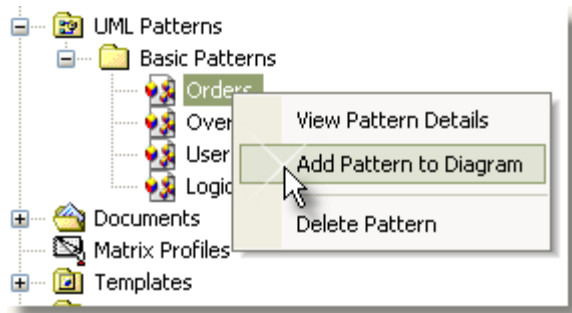 UML Patterns
Basic Patterns
Orders
Over
User
Logic
View Pattern Details
Add Pattern to Diagram
Delete Pattern
Documents
Matrix Profiles
Templates